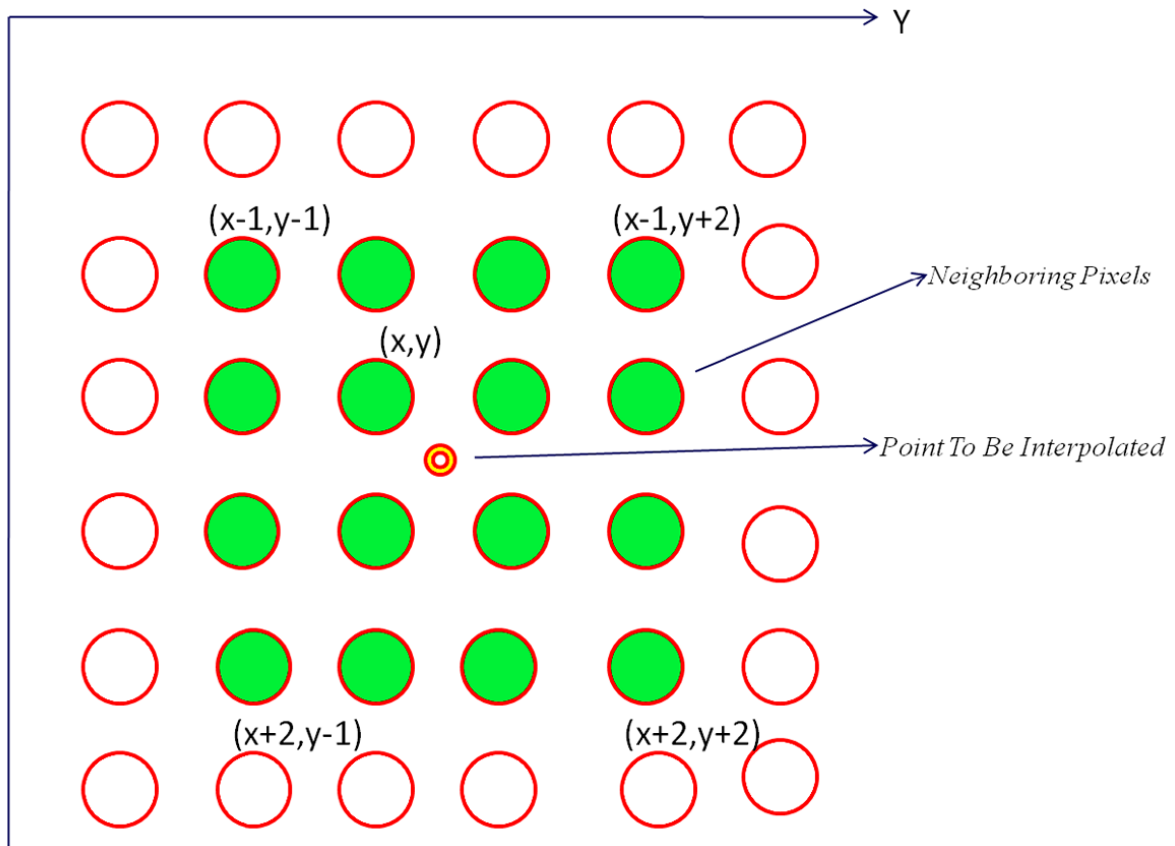 Y
(x-1,y-1)
(x-1,y+2)
Neighboring Pixels
(x,y)
Point To Be Interpolated
(x+2,y-1)
(x+2,y+2)